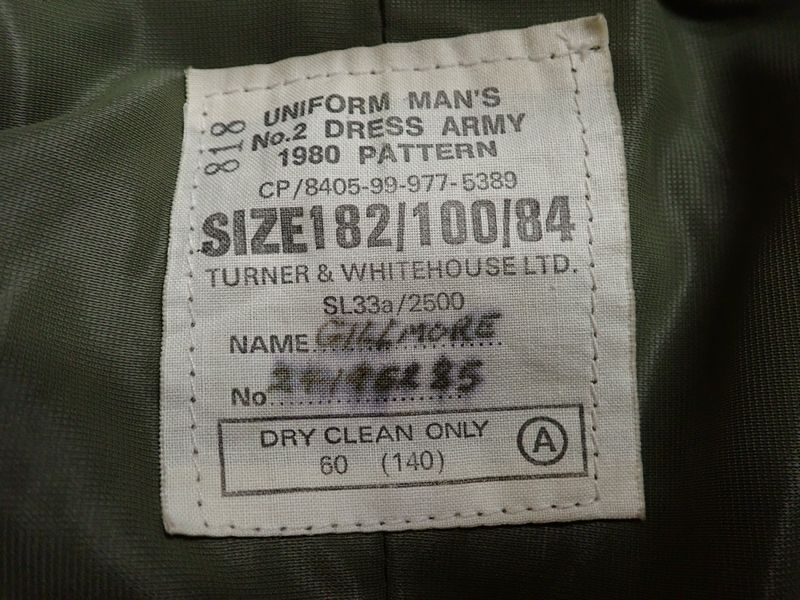 818
UNIFORM MAN'S
No.2 DRESS ARMY
1980 PATTERN
CP/8405-99-977-5389
SIZE182/100/84
TURNER & WHITEHOUSE LTD.
SL33a/2500
NAME GILLMORE
No
DRY CLEAN ONLY
60 (140)
A